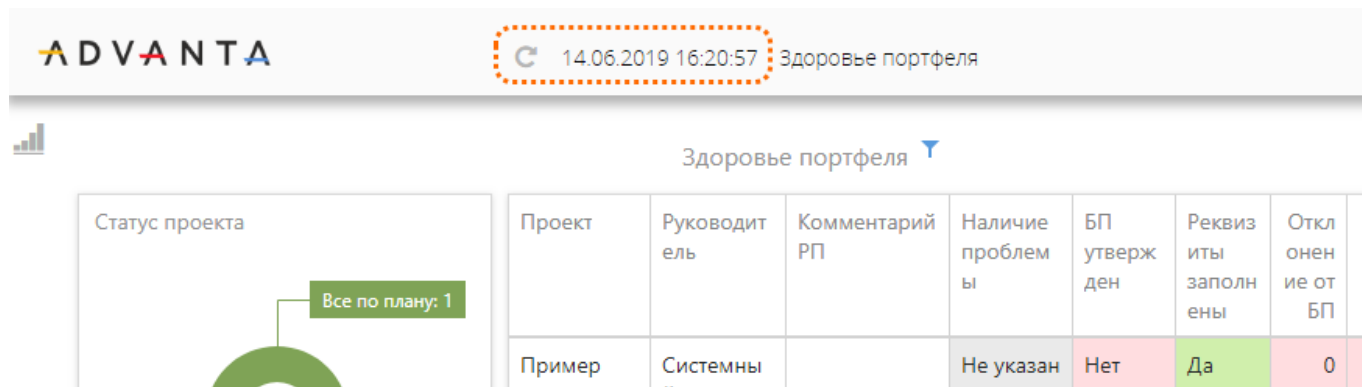 ADVANTA
14.06.2019 16:20:57 Здоровье портфеля
Здоровье портфеля
Статус проекта
Все по плану: 1
Проект
Руководит
ель
Комментарий
РП
Наличие
проблем
ы
БП
утверж
ден
Реквиз
иты
заполн
ены
Откл
онен
ие от
БП
Пример
Системны
Не указан
Нет
Да
0